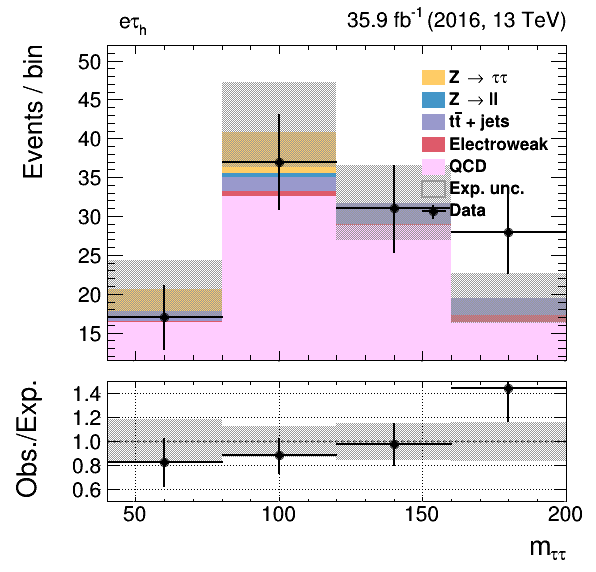 eτh 35.9 fb-1 (2016, 13 TeV)
Events / bin
50
45
40
35
30
25
20
15
Z → ττ
Z → ll
tt̄ + jets
Electroweak
QCD
Exp. unc.
Data
Obs./Exp.
1.4
1.2
1.0
0.8
0.6
50 100 150 200
mττ